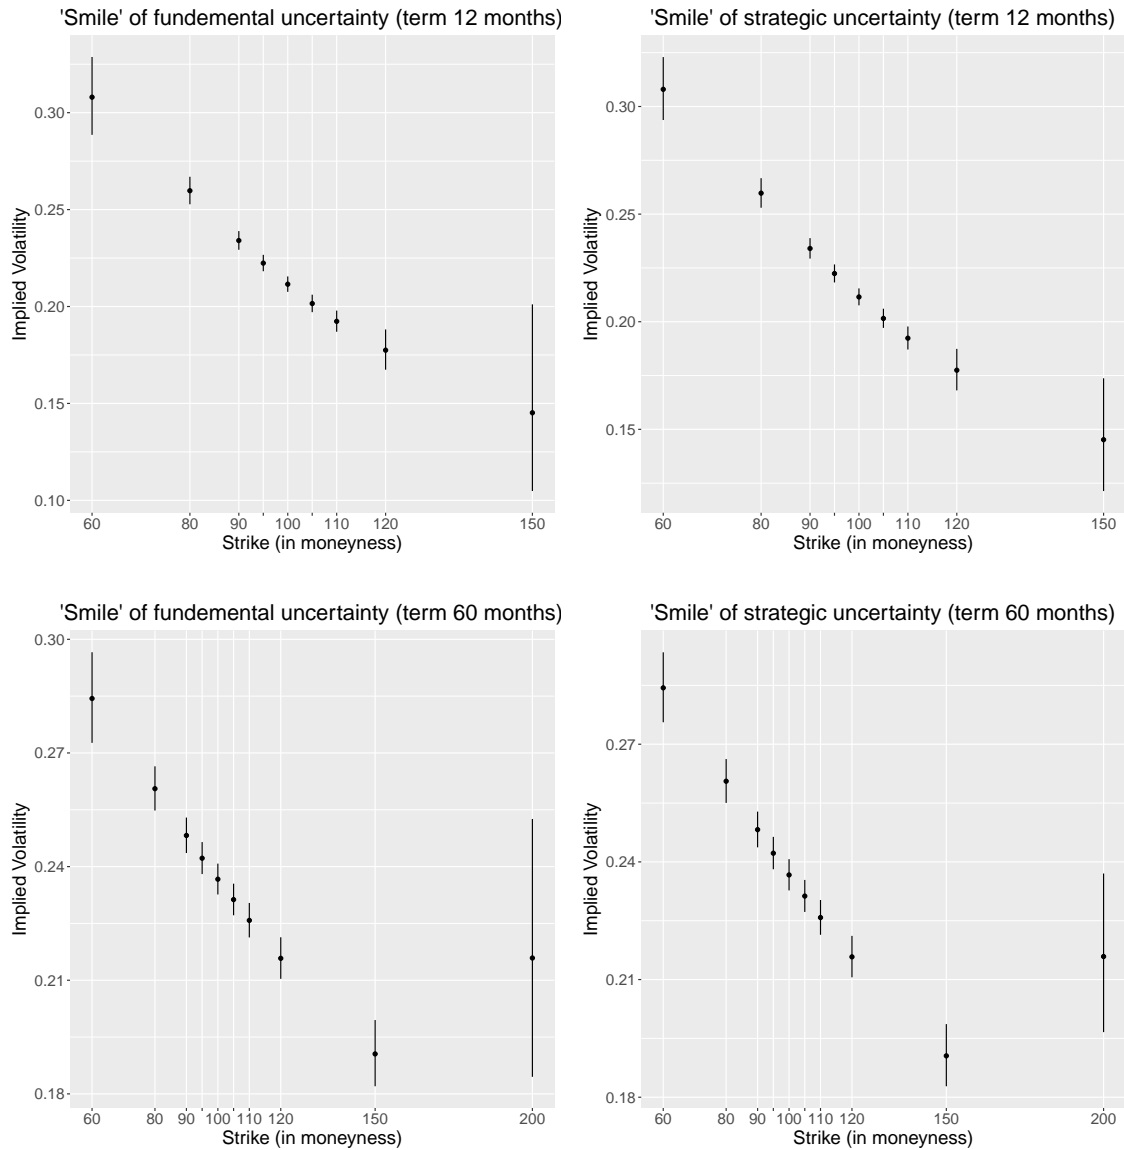 'Smile' of fundemental uncertainty (term 12 months)
Implied Volatility
0.30
0.25
0.20
0.15
0.10
60 80 90 100 110 120 150
Strike (in moneyness)
'Smile' of strategic uncertainty (term 12 months)
Implied Volatility
0.30
0.25
0.20
0.15
60 80 90 100 110 120 150
Strike (in moneyness)
'Smile' of fundemental uncertainty (term 60 months)
Implied Volatility
0.30
0.27
0.24
0.21
0.18
60 80 90 100 110 120 150 200
Strike (in moneyness)
'Smile' of strategic uncertainty (term 60 months)
Implied Volatility
0.27
0.24
0.21
0.18
60 80 90 100 110 120 150 200
Strike (in moneyness)